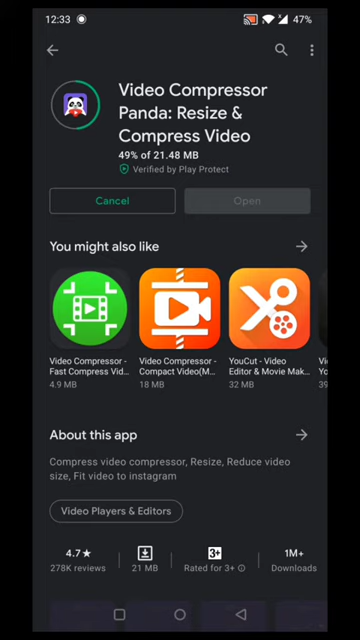 12:33
47%
Video Compressor
Panda: Resize &
Compress Video
49% of 21.48 MB
Verified by Play Protect
Cancel
Open
You might also like
Video Compressor -
Fast Compress Vid...
4.9 MB
Video Compressor -
Compact Video(M...
18 MB
YouCut - Video
Editor & Movie Mak...
32 MB
About this app
Compress video compressor, Resize, Reduce video
size, Fit video to instagram
Video Players & Editors
4.7★
278K reviews
21 MB
3+
Rated for 3+
1M+
Downloads